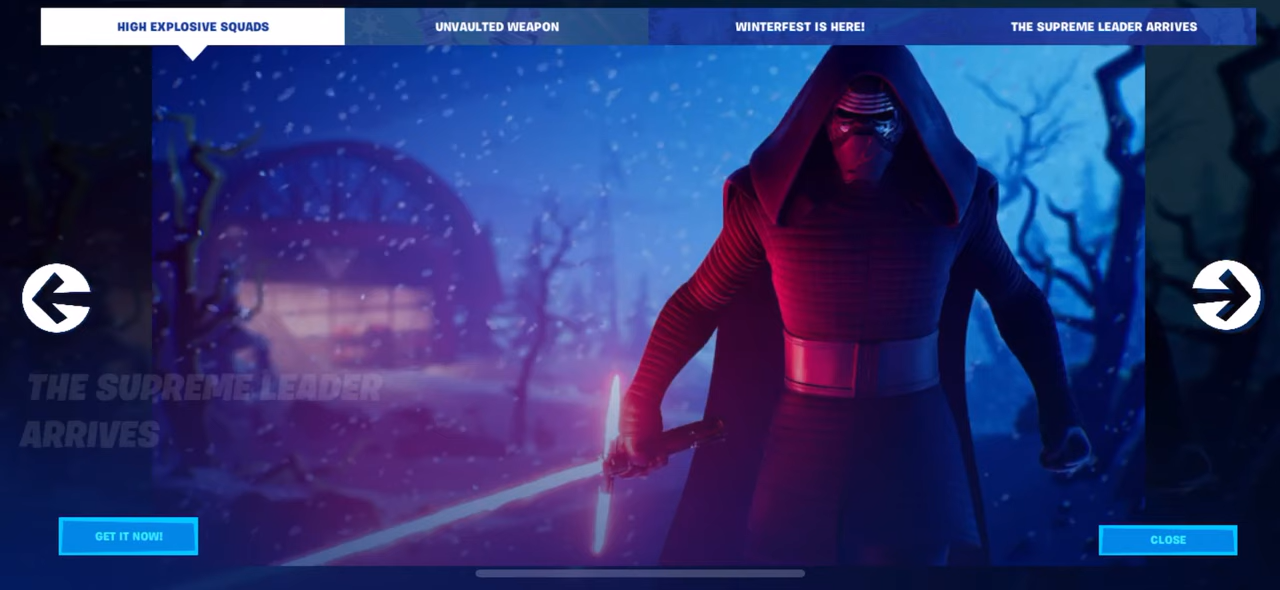 HIGH EXPLOSIVE SQUADS
UNVAULTED WEAPON
WINTERFEST IS HERE!
THE SUPREME LEADER ARRIVES
THE SUPREME LEADER
ARRIVES
GET IT NOW!
CLOSE